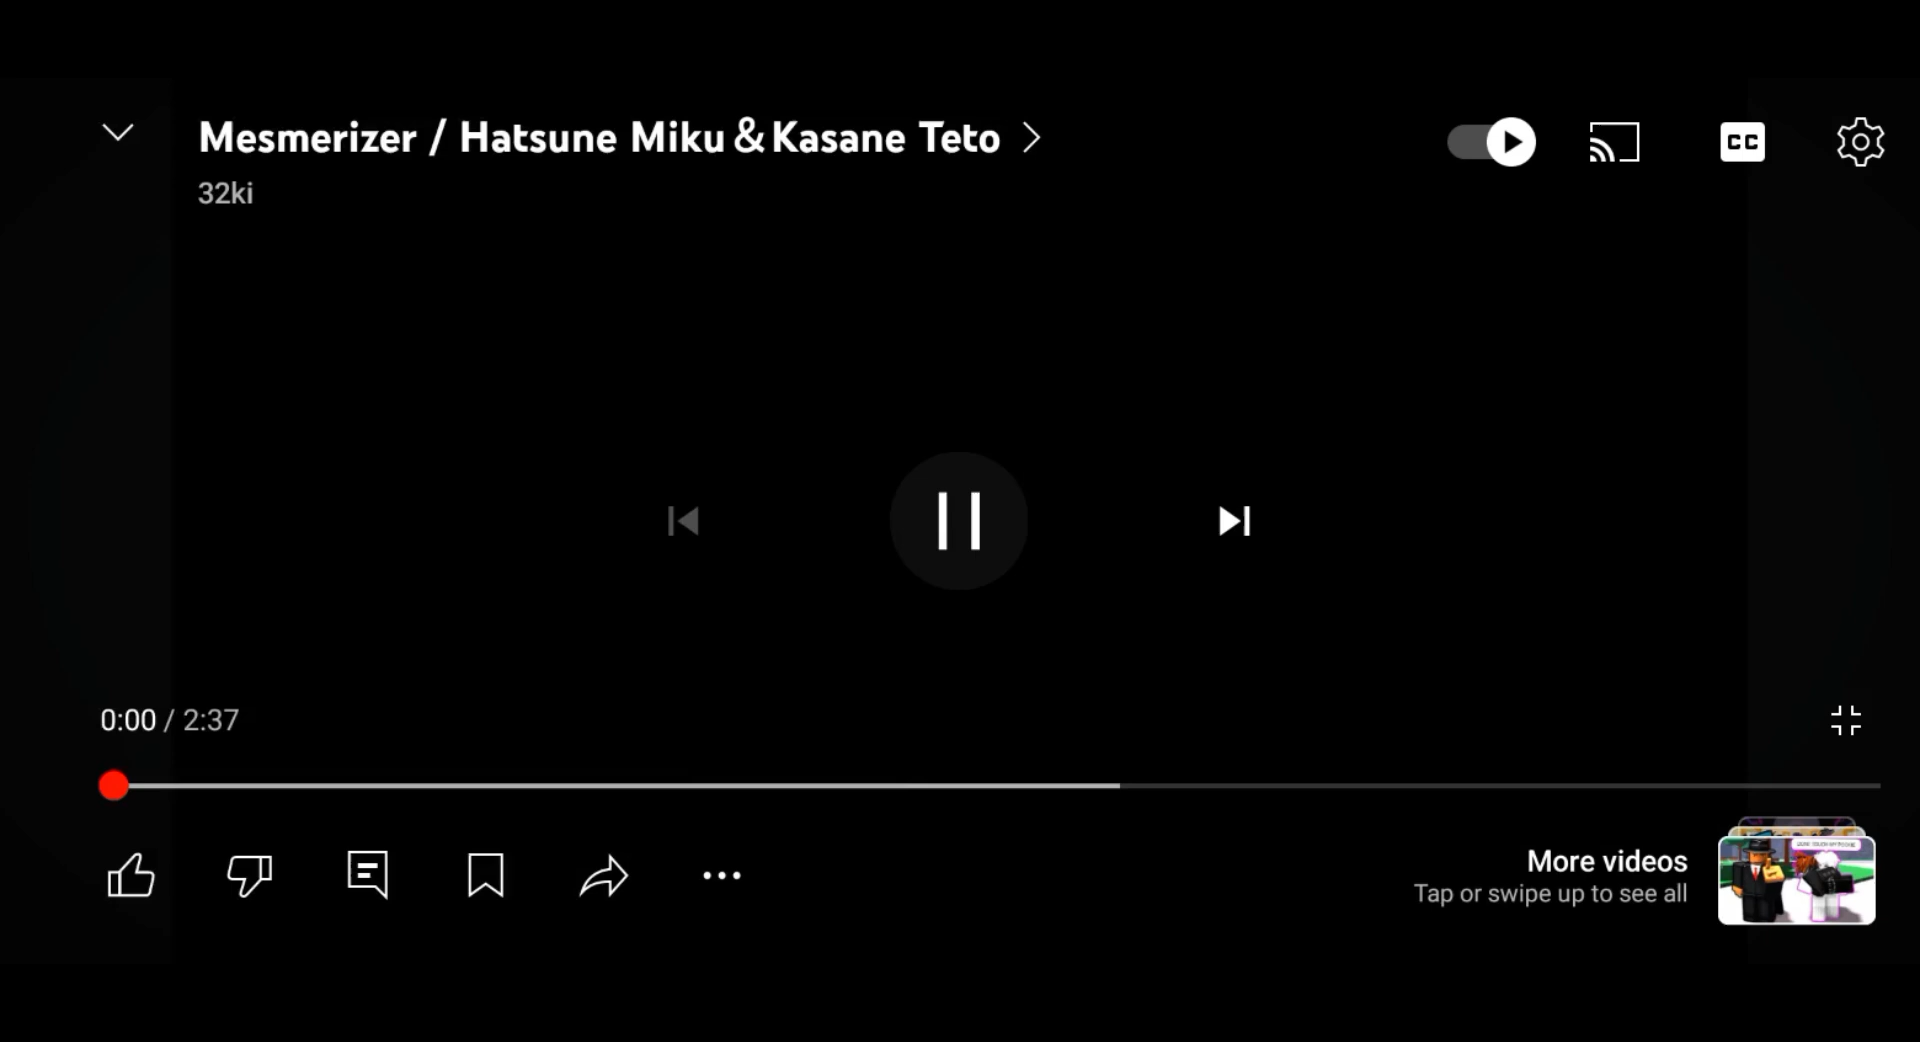 Mesmerizer / Hatsune Miku＆Kasane Teto
32ki
CC
0:00 / 2:37
More videos
Tap or swipe up to see all